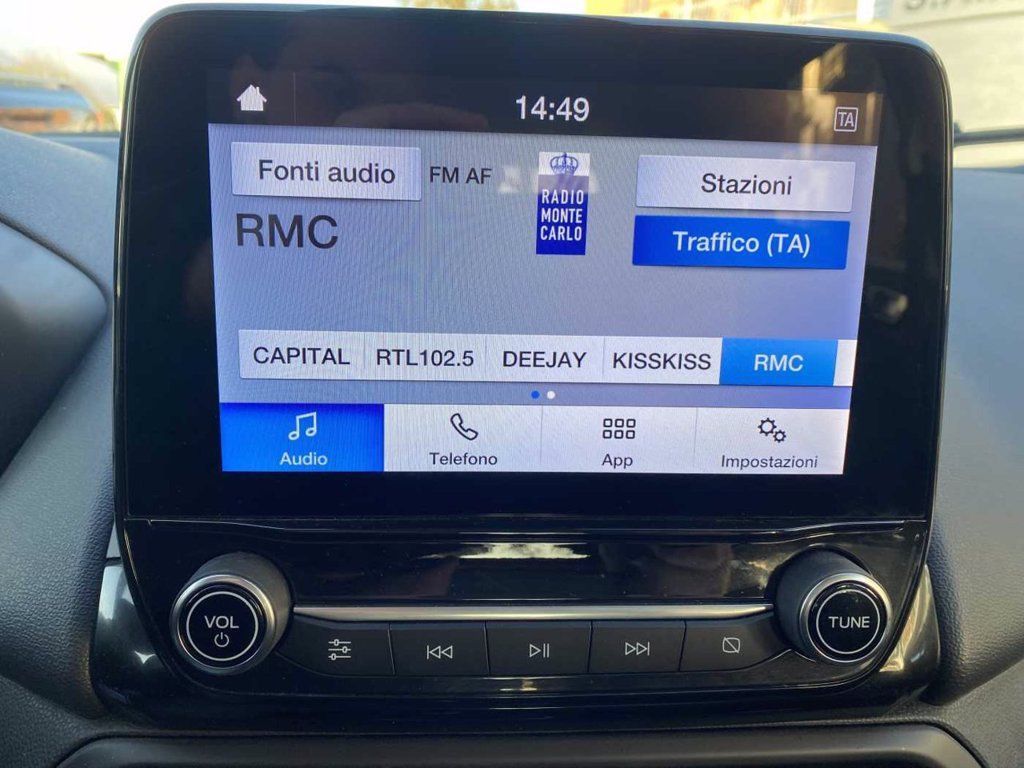 14:49
TA
Fonti audio
FM AF
RADIO
MONTE
CARLO
Stazioni
RMC
Traffico (TA)
CAPITAL
RTL102.5
DEEJAY
KISSKISS
RMC
Audio
Telefono
App
Impostazioni
VOL
TUNE